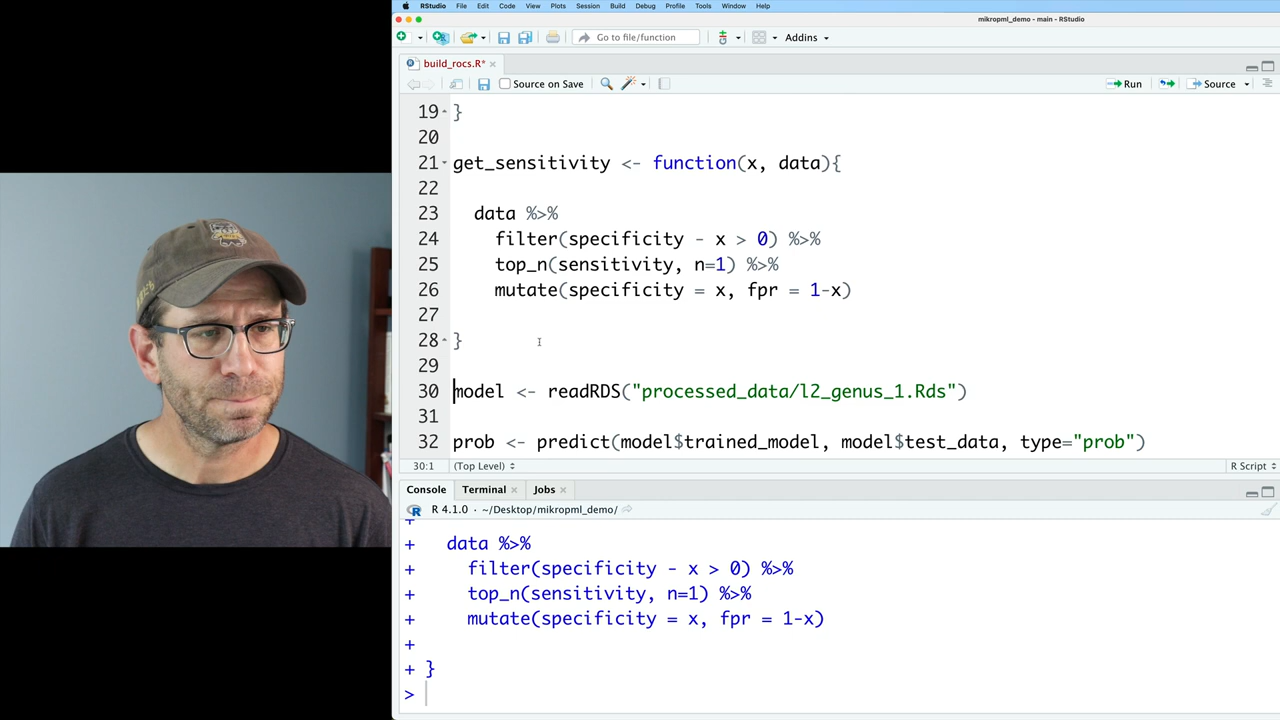 RStudio File Edit Code View Plots Session Build Debug Profile Tools Window Help
mikropml_demo - main - RStudio
Go to file/function Addins
build_rocs.R*
Source on Save Run Source
19 }
20
21 get_sensitivity <- function(x, data){
22
23 data %>%
24 filter(specificity - x > 0) %>%
25 top_n(sensitivity, n=1) %>%
26 mutate(specificity = x, fpr = 1-x)
27
28 }
29
30 model <- readRDS("processed_data/l2_genus_1.Rds")
31
32 prob <- predict(model$trained_model, model$test_data, type="prob")
30:1 (Top Level) R Script
Console Terminal Jobs
R 4.1.0 · ~/Desktop/mikropml_demo/
+
+ data %>%
+ filter(specificity - x > 0) %>%
+ top_n(sensitivity, n=1) %>%
+ mutate(specificity = x, fpr = 1-x)
+
+ }
>